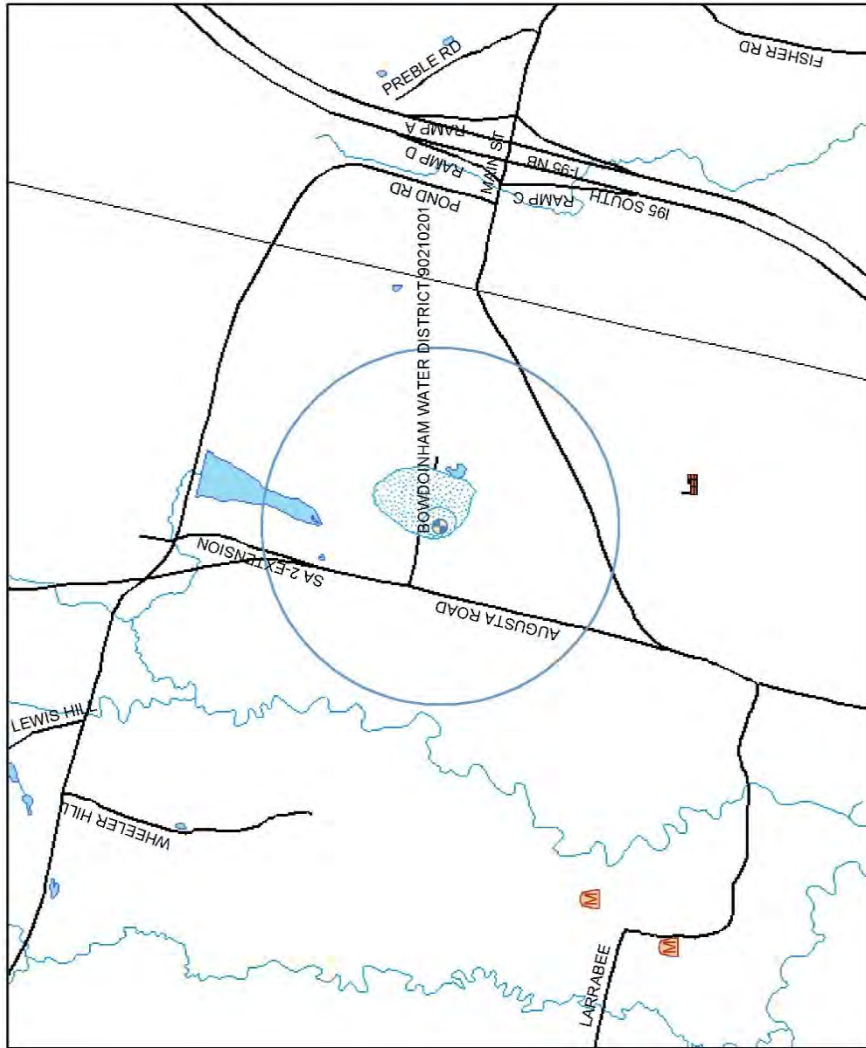 FISHER RD
PREBLE RD
RAMP A
RAMP D
MAIN ST
I-95 NB
POND RD
RAMP C
I95 SOUTH
BOWDOINHAM WATER DISTRICT 90210201
SA 2-EXTENSION
AUGUSTA ROAD
LEWIS HILL
WHEELER HILL
M
M
LARRABEE